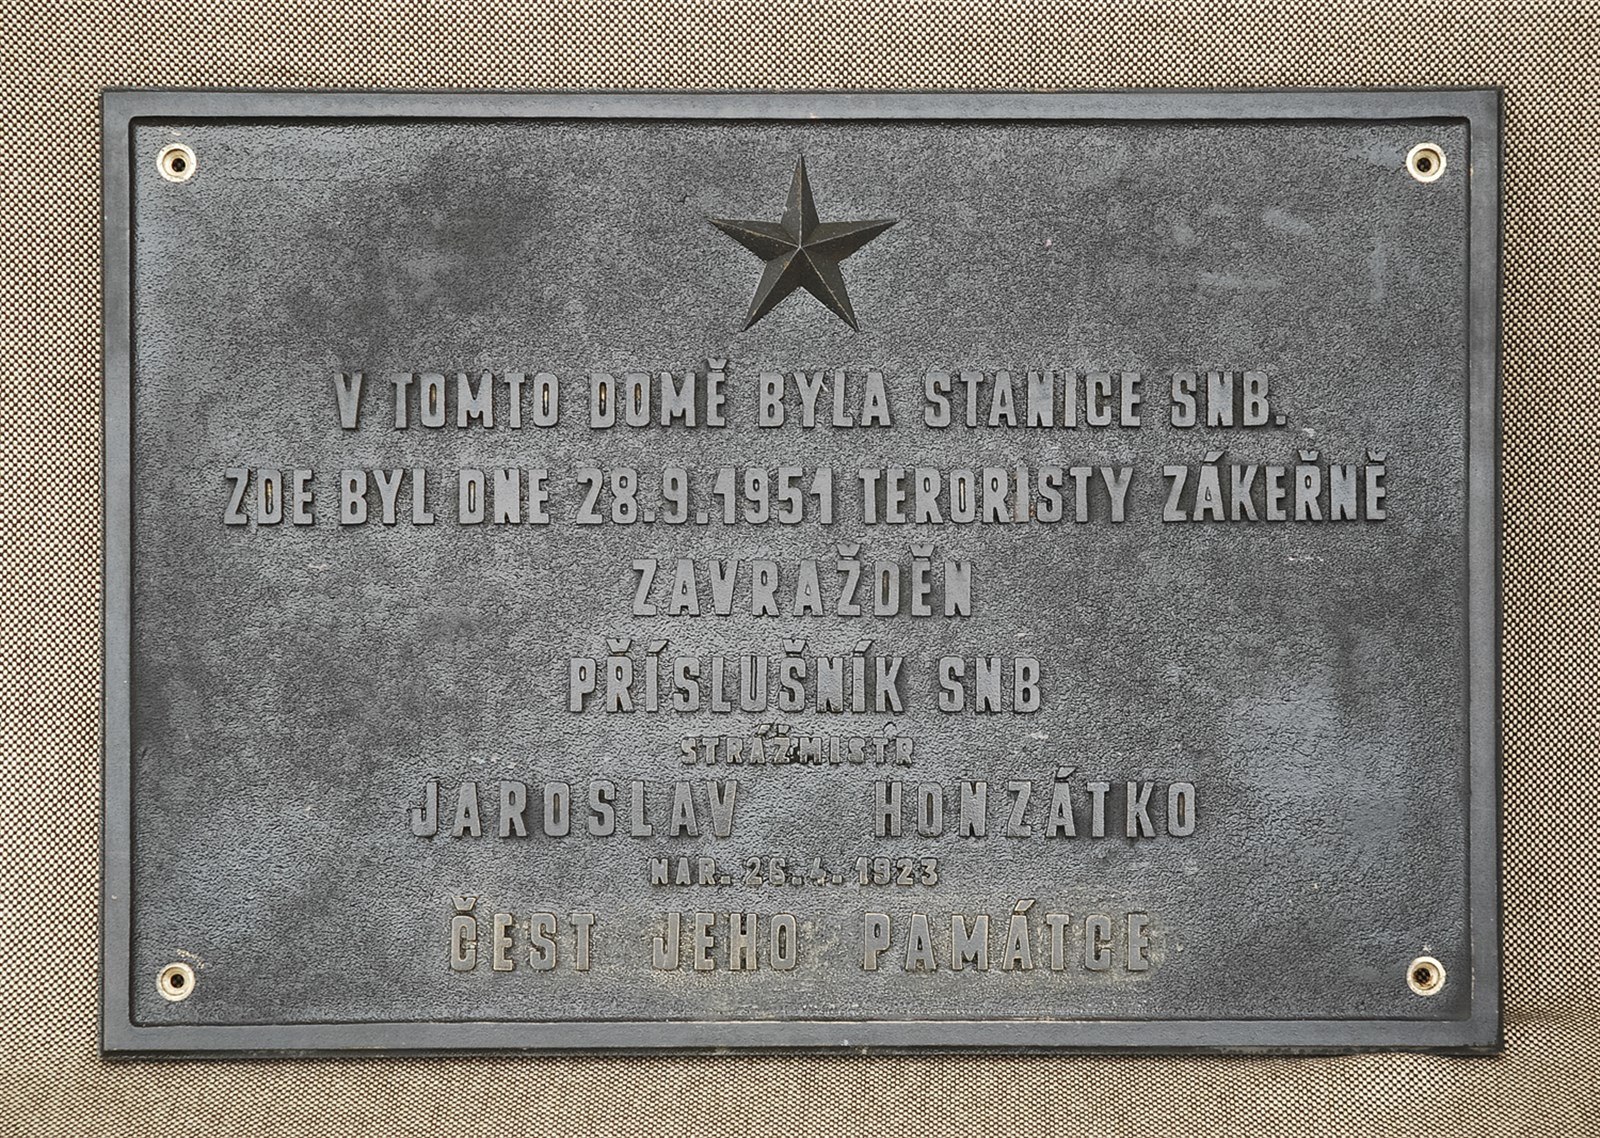 V TOMTO DOMĚ BYLA STANICE SNB.
ZDE BYL DNE 28.9.1951 TERORISTY ZÁKEŘNĚ
ZAVRAŽDĚN
PŘÍSLUŠNÍK SNB
STRÁŽMISTR
JAROSLAV HONZÁTKO
NAR. 26.4.1923
ČEST JEHO PAMÁTCE